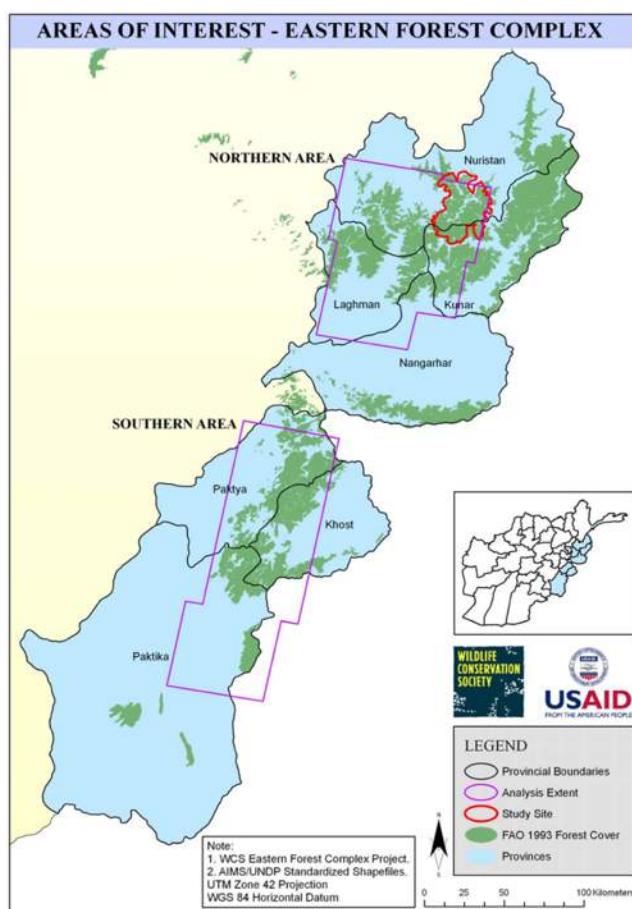 AREAS OF INTEREST - EASTERN FOREST COMPLEX
NORTHERN AREA
Nuristan
Laghman
Kunar
Nangarhar
SOUTHERN AREA
Paktya
Khost
Paktika
WILDLIFE
CONSERVATION
SOCIETY
USAID
FROM THE AMERICAN PEOPLE
LEGEND
Provincial Boundaries
Analysis Extent
Study Site
FAO 1993 Forest Cover
Provinces
Note:
1. WCS Eastern Forest Complex Project.
2. AIMS/UNDP Standardized Shapefiles.
UTM Zone 42 Projection
WGS 84 Horizontal Datum
0 25 50 100 Kilometers